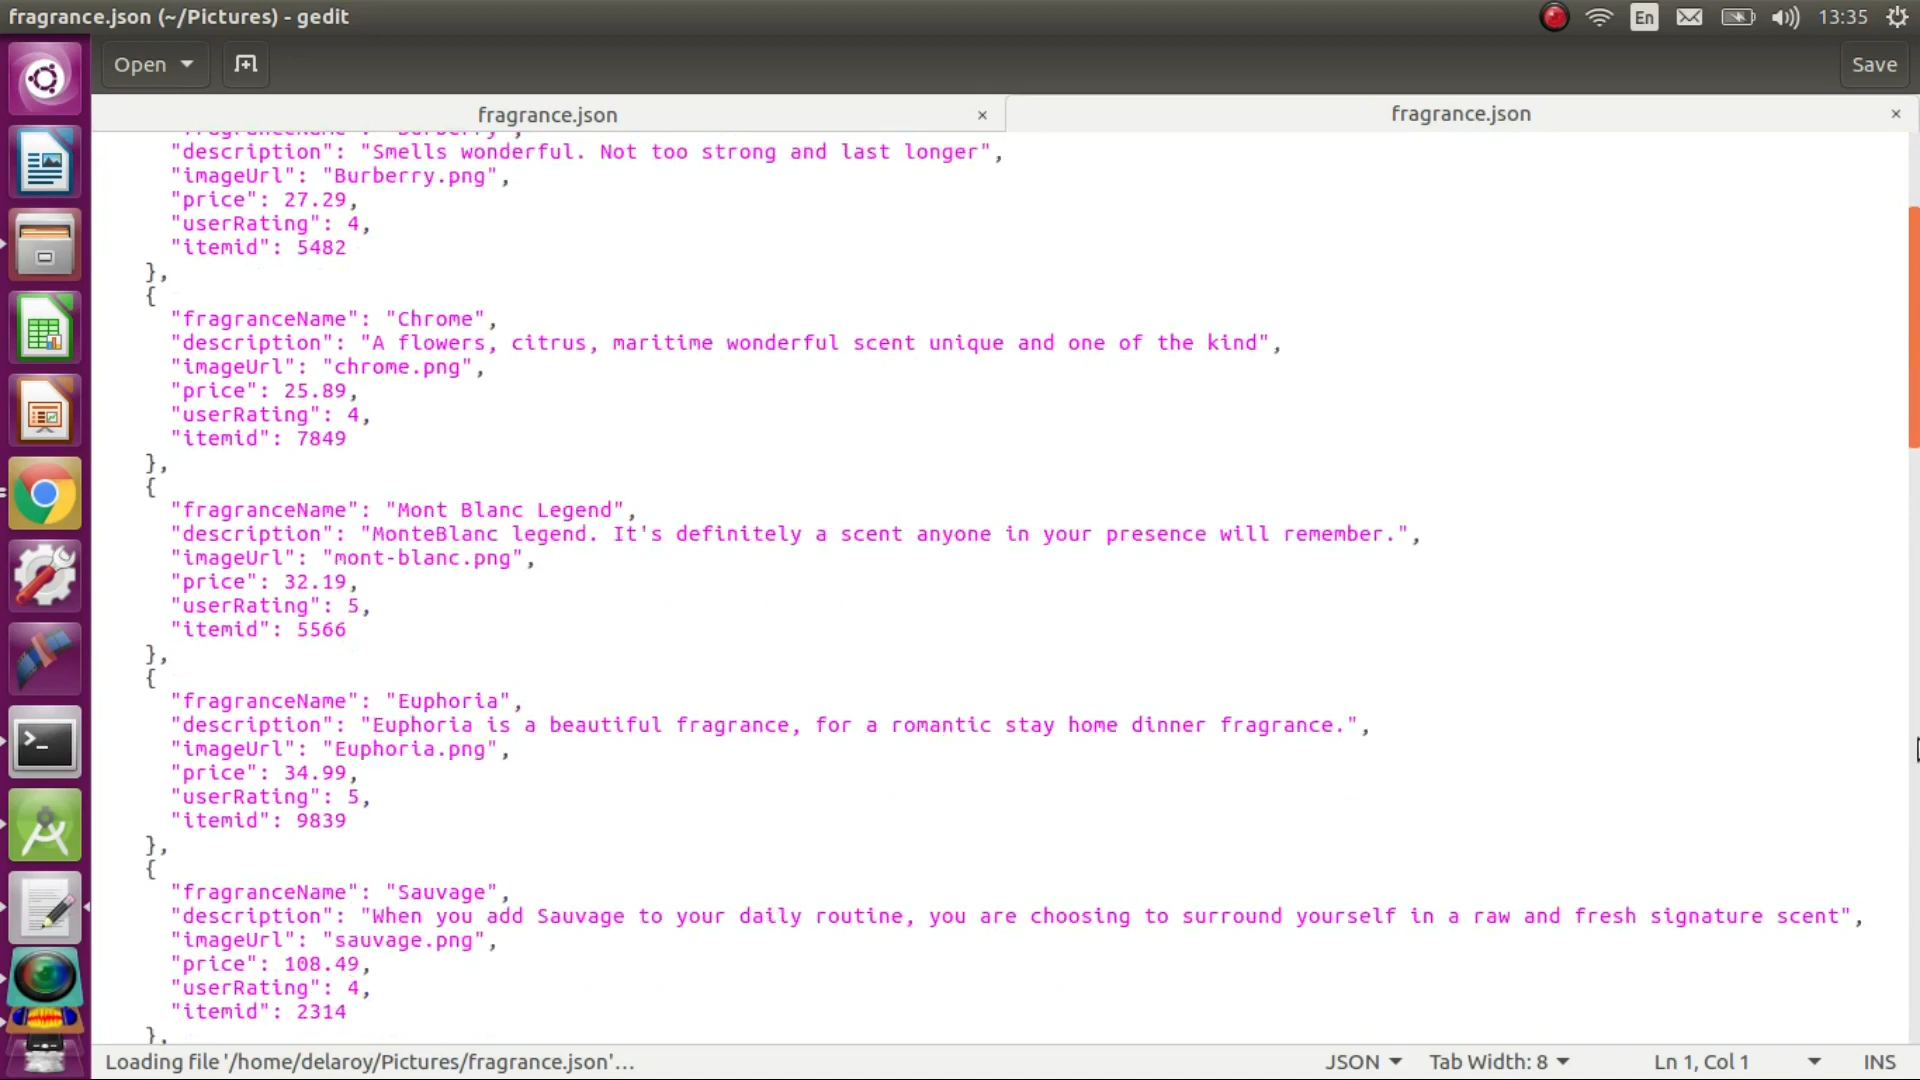 fragrance.json (~/Pictures) - gedit
En
13:35
Open
Save
fragrance.json ×
fragrance.json ×
"fragranceName": "Burberry",
"description": "Smells wonderful. Not too strong and last longer",
"imageUrl": "Burberry.png",
"price": 27.29,
"userRating": 4,
"itemid": 5482
},
{
"fragranceName": "Chrome",
"description": "A flowers, citrus, maritime wonderful scent unique and one of the kind",
"imageUrl": "chrome.png",
"price": 25.89,
"userRating": 4,
"itemid": 7849
},
{
"fragranceName": "Mont Blanc Legend",
"description": "MonteBlanc legend. It's definitely a scent anyone in your presence will remember.",
"imageUrl": "mont-blanc.png",
"price": 32.19,
"userRating": 5,
"itemid": 5566
},
{
"fragranceName": "Euphoria",
"description": "Euphoria is a beautiful fragrance, for a romantic stay home dinner fragrance.",
"imageUrl": "Euphoria.png",
"price": 34.99,
"userRating": 5,
"itemid": 9839
},
{
"fragranceName": "Sauvage",
"description": "When you add Sauvage to your daily routine, you are choosing to surround yourself in a raw and fresh signature scent",
"imageUrl": "sauvage.png",
"price": 108.49,
"userRating": 4,
"itemid": 2314
},
Loading file '/home/delaroy/Pictures/fragrance.json'…
JSON
Tab Width: 8
Ln 1, Col 1
INS